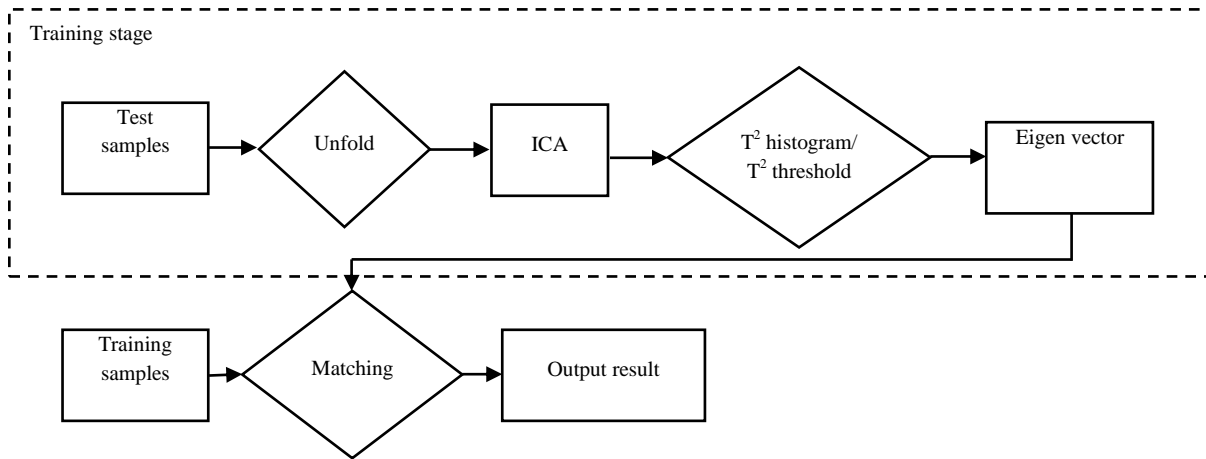 Training stage
Test
samples
Unfold
ICA
T² histogram/
T² threshold
Eigen vector
Training
samples
Matching
Output result